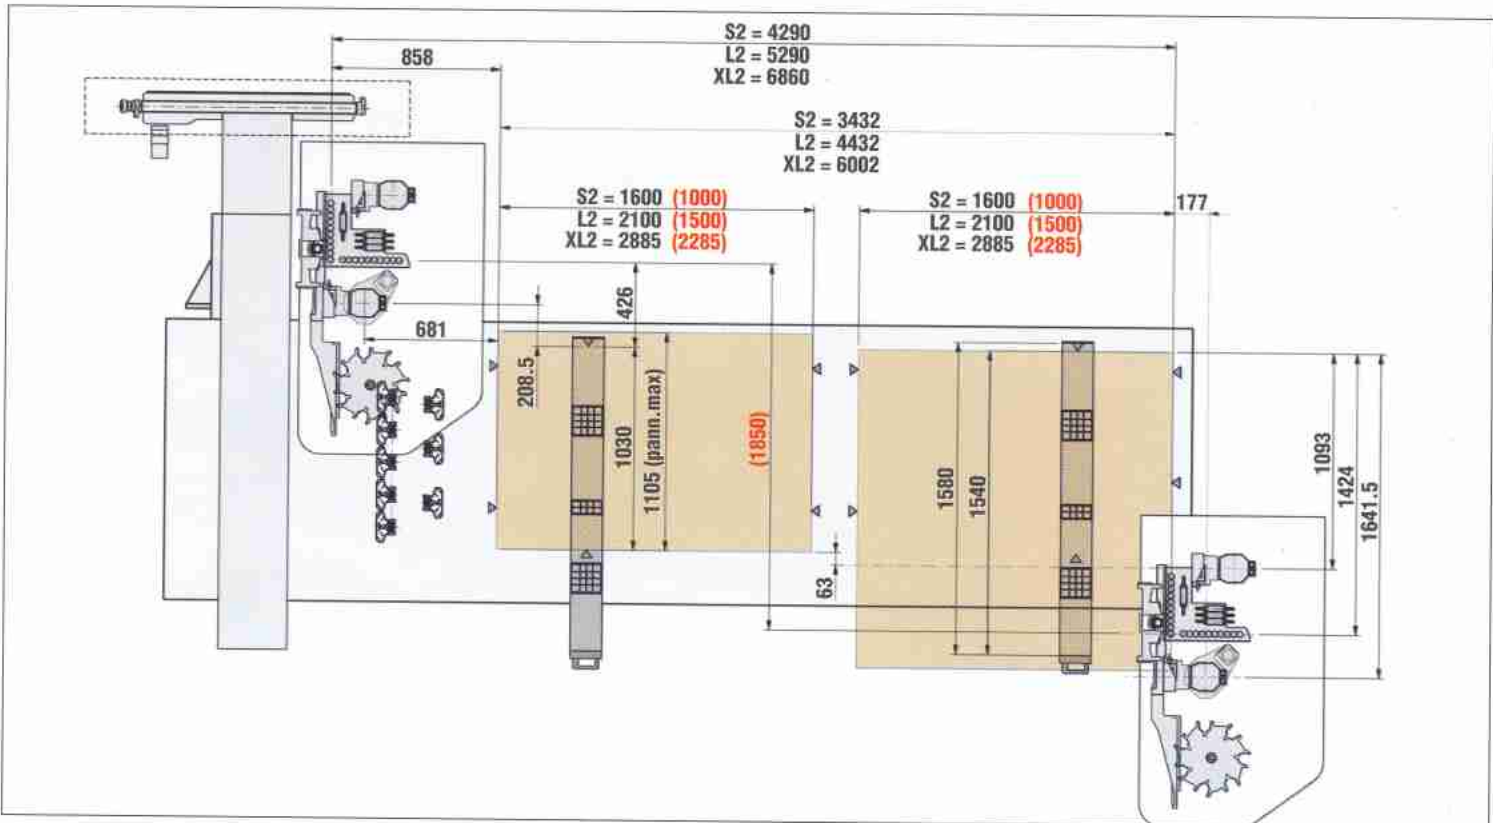 S2 = 4290
L2 = 5290
XL2 = 6860
858
S2 = 3432
L2 = 4432
XL2 = 6002
S2 = 1600 (1000)
L2 = 2100 (1500)
XL2 = 2885 (2285)
S2 = 1600 (1000)
L2 = 2100 (1500)
XL2 = 2885 (2285)
177
426
681
208.5
1030
1105 (pann.max)
(1850)
63
1580
1540
1093
1424
1641.5